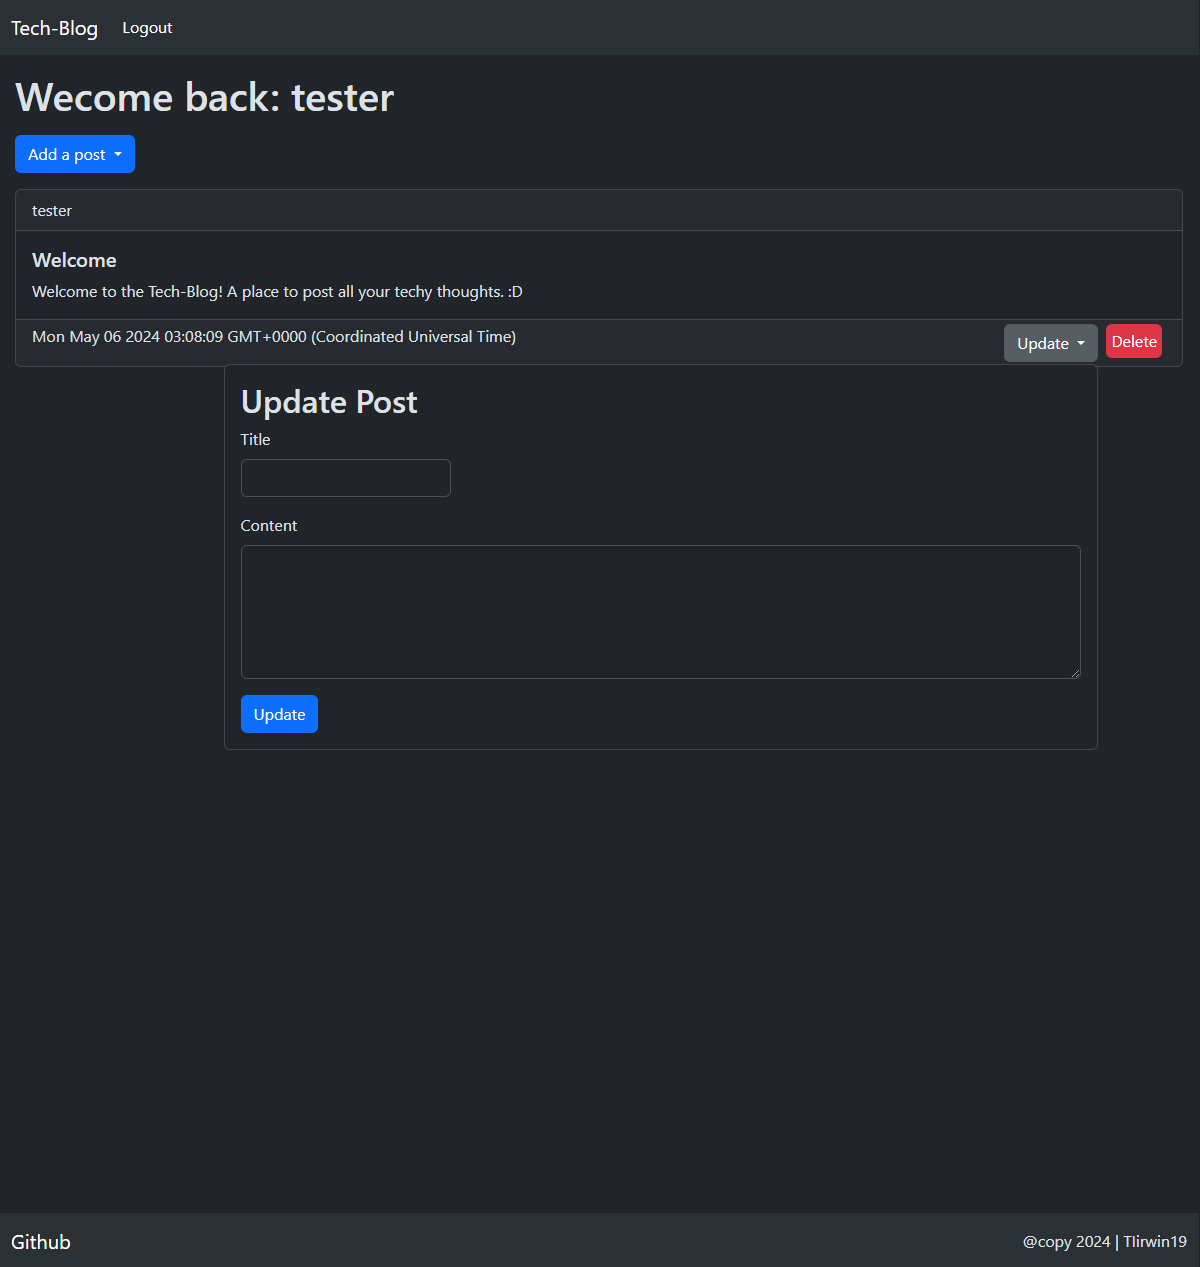 Tech-Blog Logout
Wecome back: tester
Add a post
tester
Welcome
Welcome to the Tech-Blog! A place to post all your techy thoughts. :D
Mon May 06 2024 03:08:09 GMT+0000 (Coordinated Universal Time) Update Delete
Update Post
Title
Content
Update
Github @copy 2024 | Tlirwin19